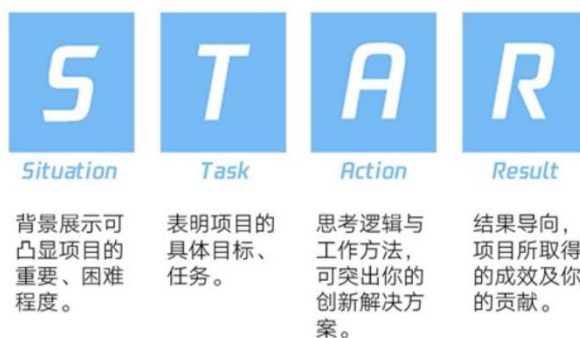 S T A R
Situation Task Action Result
背景展示可
凸显项目的
重要、困难
程度。
表明项目的
具体目标、
任务。
思考逻辑与
工作方法，
可突出你的
创新解决方
案。
结果导向，
项目所取得
的成效及你
的贡献。